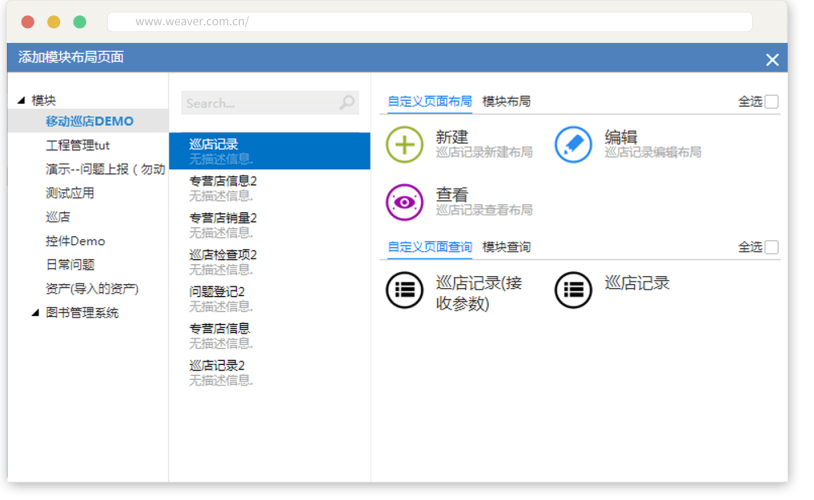 www.weaver.com.cn/
添加模块布局页面
模块
移动巡店DEMO
工程管理tut
演示--问题上报（勿动
测试应用
巡店
控件Demo
日常问题
资产(导入的资产)
图书管理系统
Search...
巡店记录
无描述信息.
专营店信息2
无描述信息.
专营店销量2
无描述信息.
巡店检查项2
无描述信息.
问题登记2
无描述信息.
专营店信息
无描述信息.
巡店记录2
无描述信息.
自定义页面布局 模块布局 全选
新建
巡店记录新建布局
编辑
巡店记录编辑布局
查看
巡店记录查看布局
自定义页面查询 模块查询 全选
巡店记录(接
收参数)
巡店记录